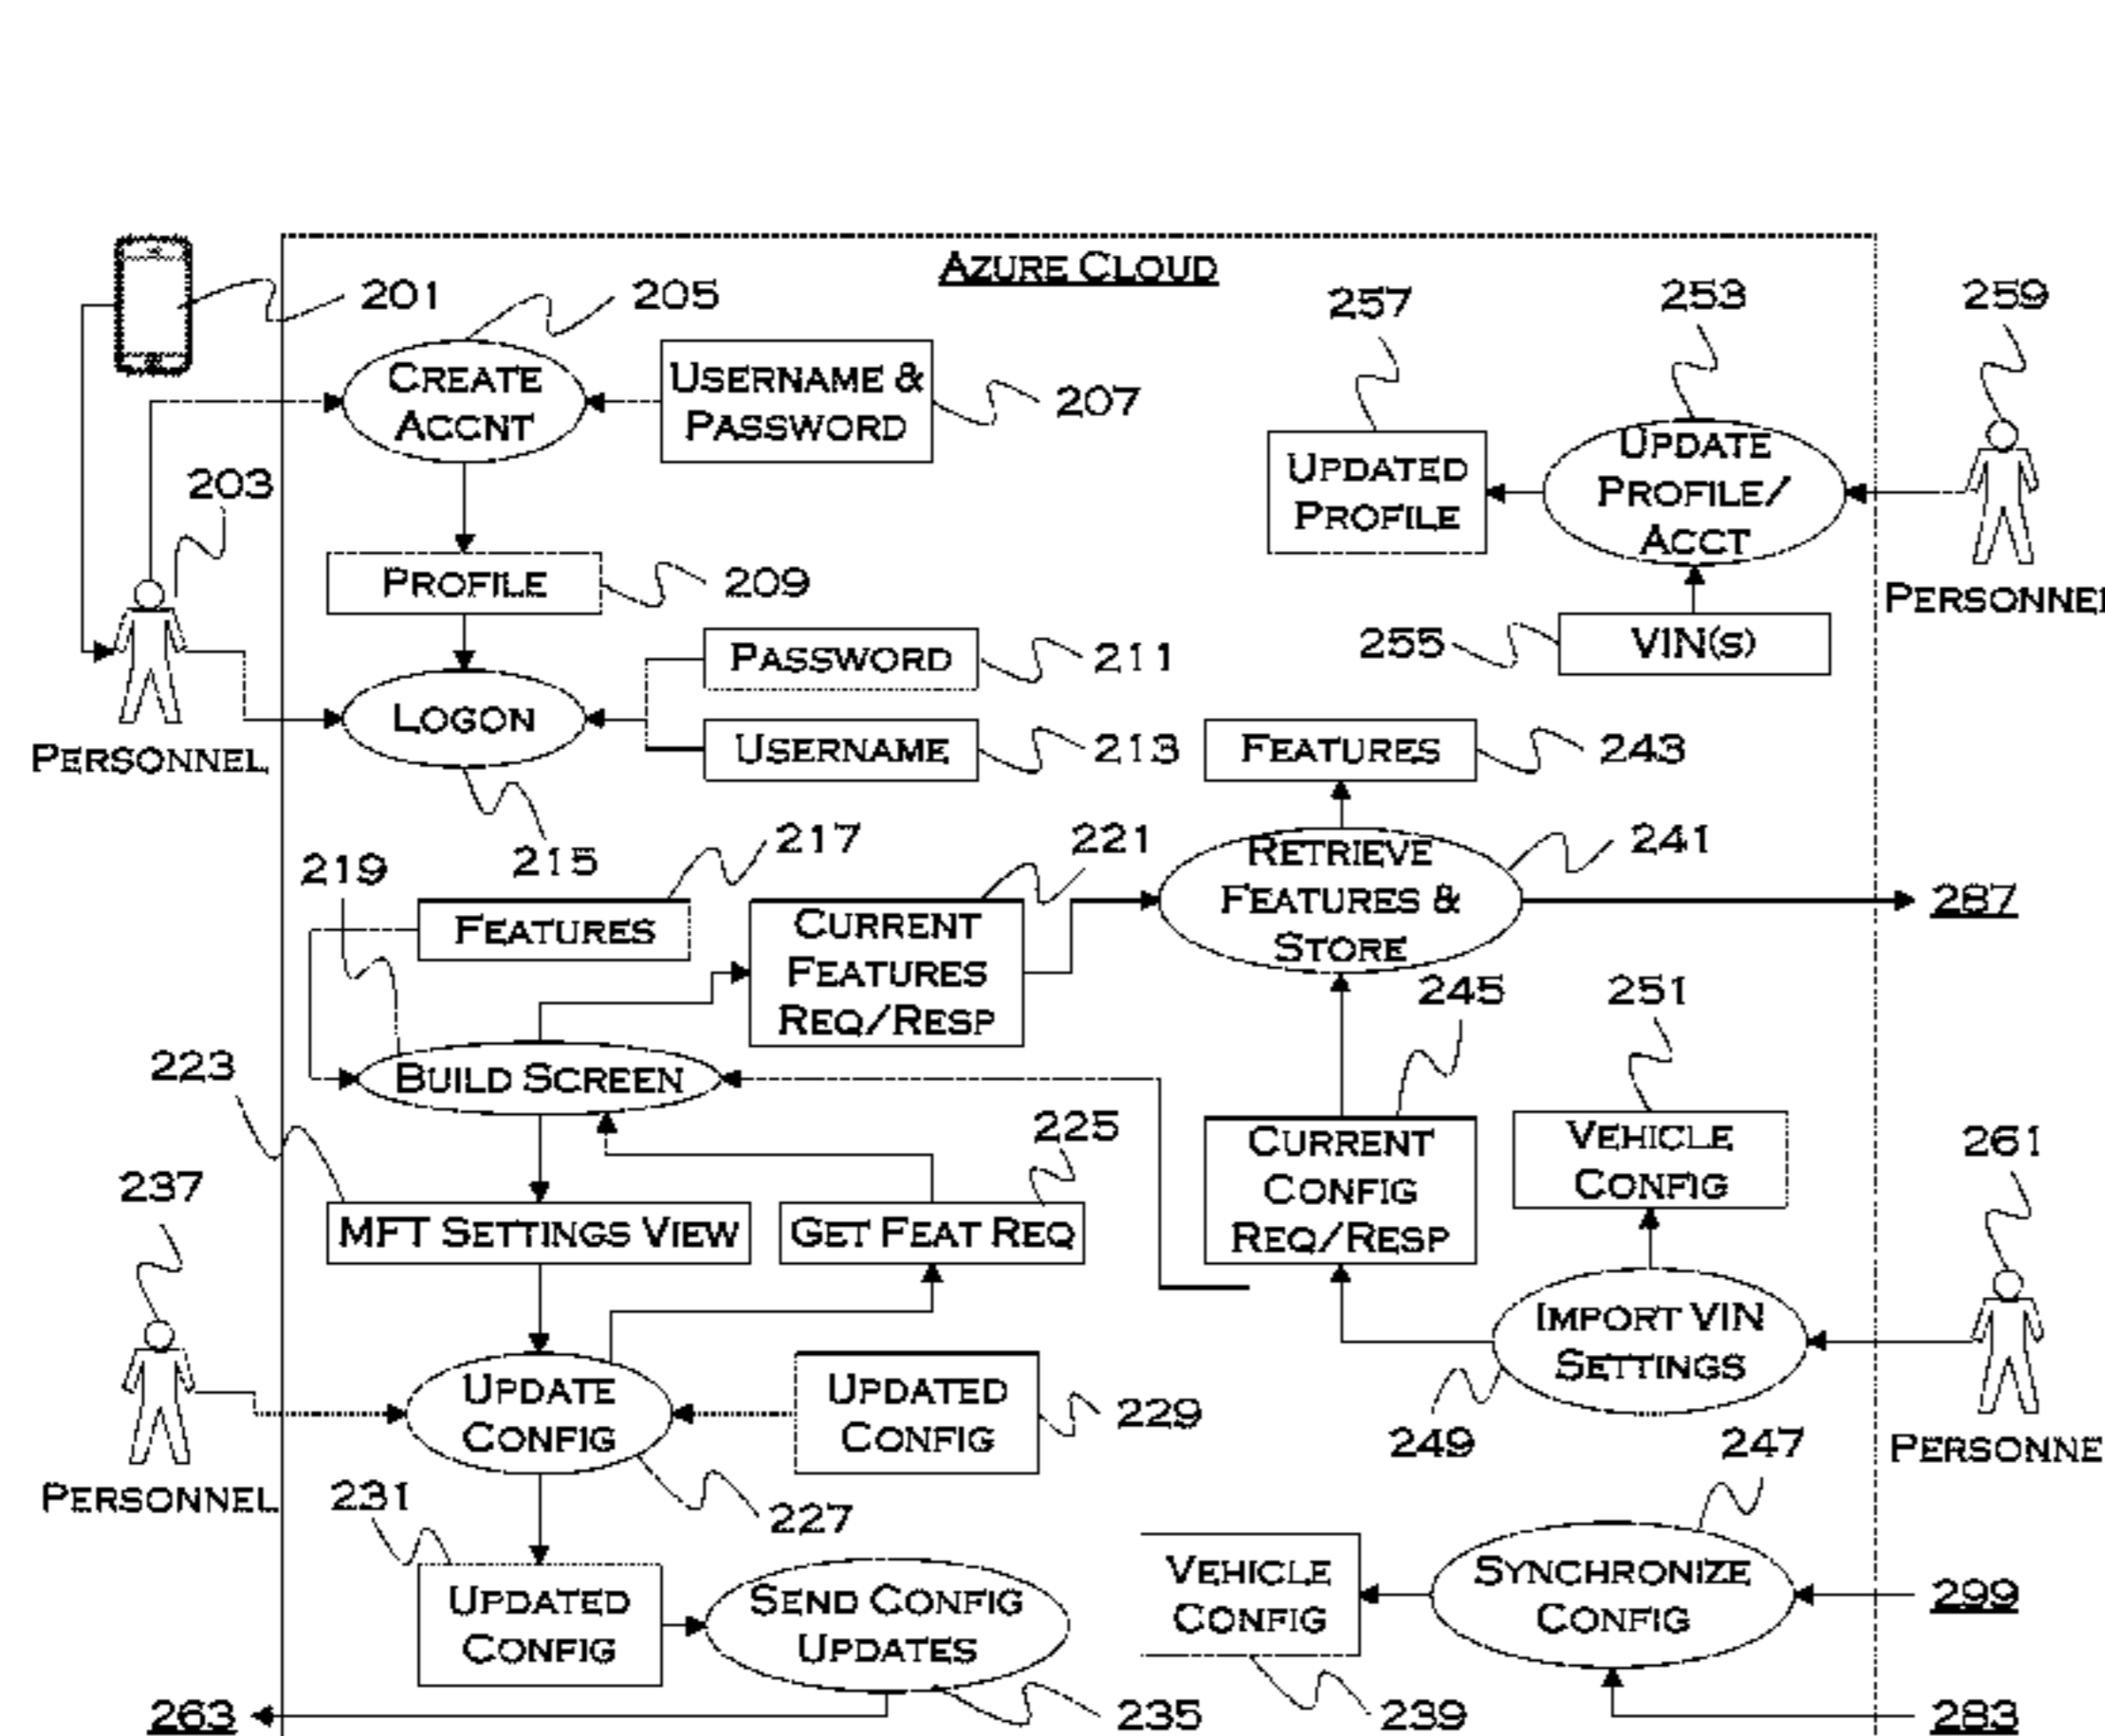 AZURE CLOUD
201
205
257
253
259
CREATE
ACCNT
USERNAME &
PASSWORD
207
203
UPDATED
PROFILE
UPDATE
PROFILE/
ACCT
PROFILE
209
PERSONNEL
PASSWORD
211
255
VIN(S)
LOGON
USERNAME
213
FEATURES
243
PERSONNEL
215
217
221
241
219
FEATURES
CURRENT
FEATURES
REQ/RESP
RETRIEVE
FEATURES &
STORE
287
245
251
223
BUILD SCREEN
225
CURRENT
CONFIG
REQ/RESP
VEHICLE
CONFIG
261
237
MFT SETTINGS VIEW
GET FEAT REQ
IMPORT VIN
SETTINGS
UPDATE
CONFIG
UPDATED
CONFIG
229
249
247
PERSONNE
PERSONNEL
231
227
UPDATED
CONFIG
SEND CONFIG
UPDATES
VEHICLE
CONFIG
SYNCHRONIZE
CONFIG
299
263
235
239
283